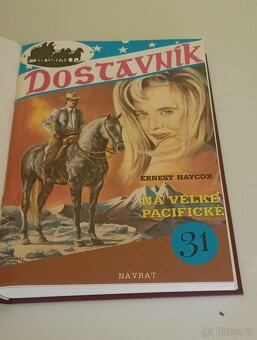 DOSTAVNÍK
ERNEST HAYCOX
NA VELKÉ
PACIFICKÉ
31
NÁVRAT
Bazos.cz